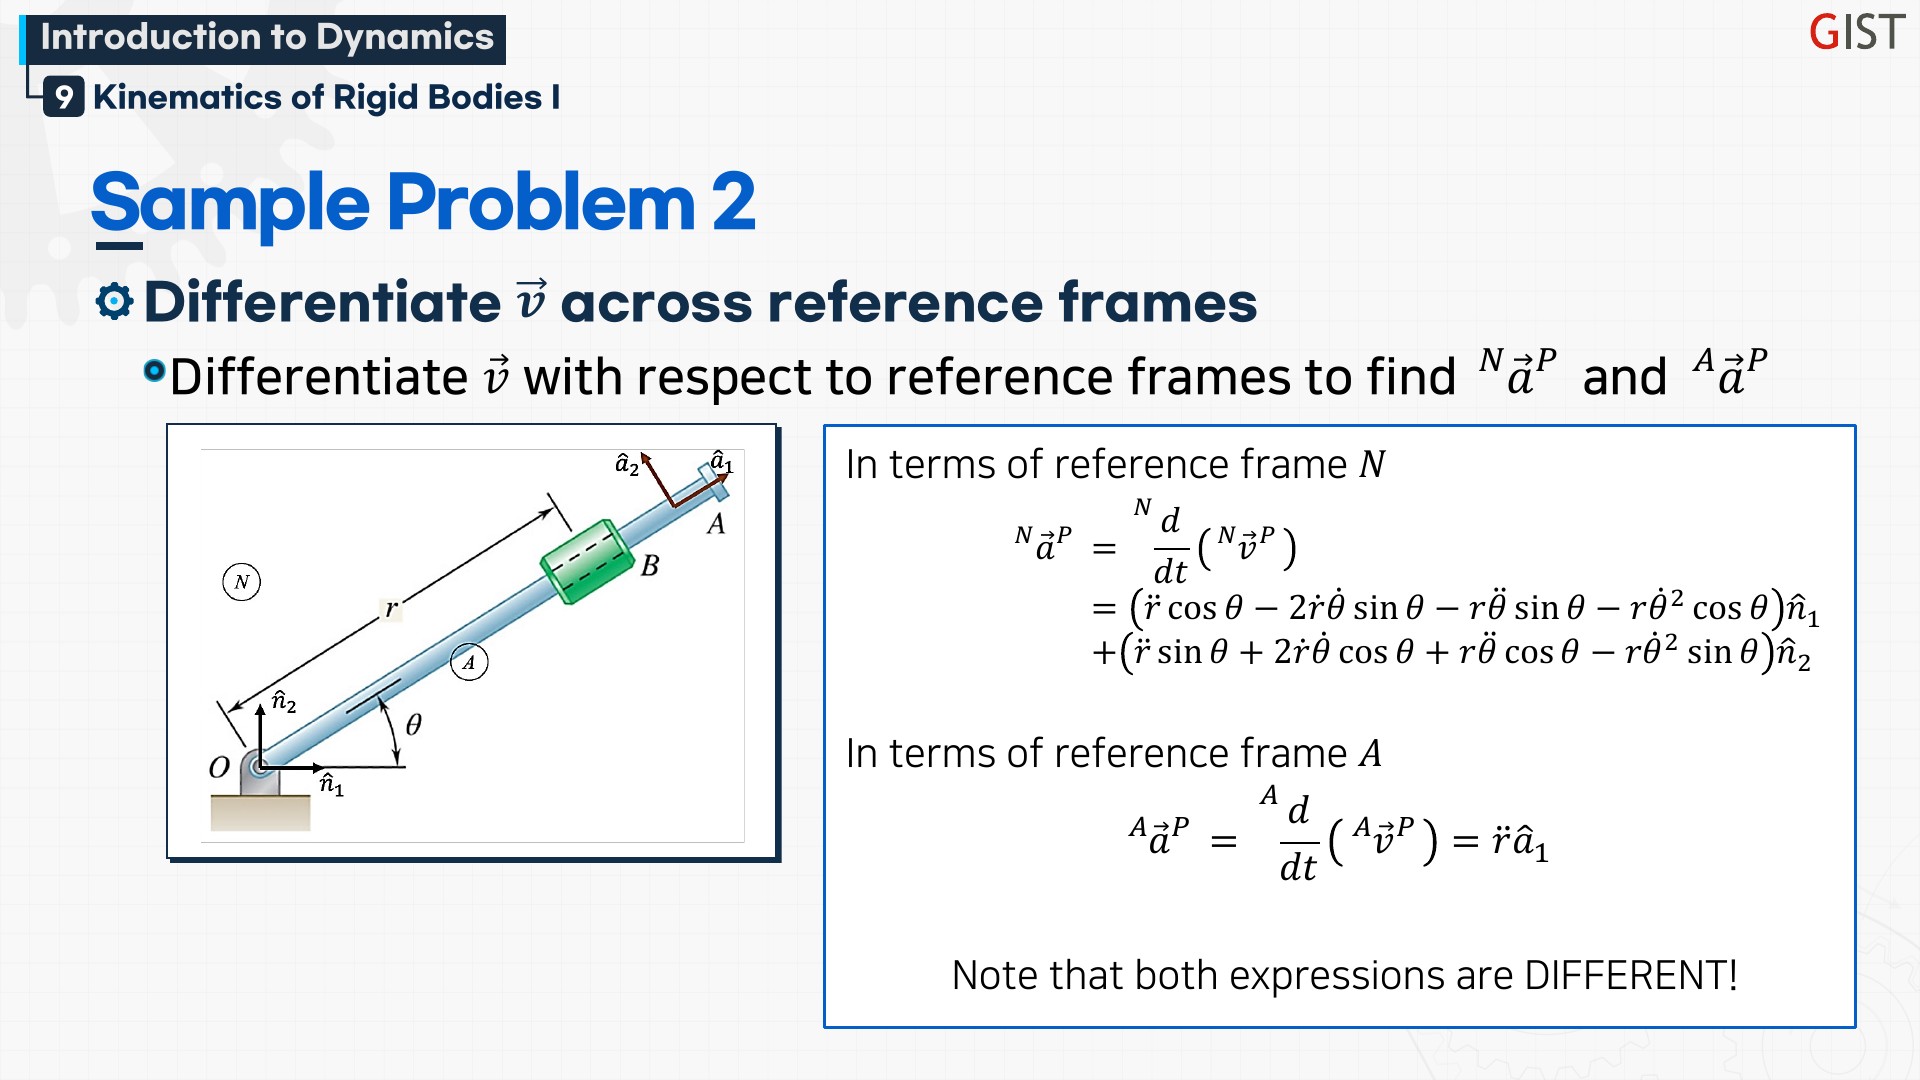 Introduction to Dynamics
GIST
9 Kinematics of Rigid Bodies I
Sample Problem 2
Differentiate v⃗ across reference frames
Differentiate v⃗ with respect to reference frames to find ᴺa⃗ᴾ and ᴬa⃗ᴾ
â₂
â₁
A
B
N
r
A
n̂₂
θ
O
n̂₁
In terms of reference frame N
ᴺa⃗ᴾ = ᴺd/dt(ᴺv⃗ᴾ)
= (r̈ cos θ − 2ṙθ̇ sin θ − rθ̈ sin θ − rθ̇² cos θ)n̂₁
+(r̈ sin θ + 2ṙθ̇ cos θ + rθ̈ cos θ − rθ̇² sin θ)n̂₂
In terms of reference frame A
ᴬa⃗ᴾ = ᴬd/dt(ᴬv⃗ᴾ) = r̈â₁
Note that both expressions are DIFFERENT!